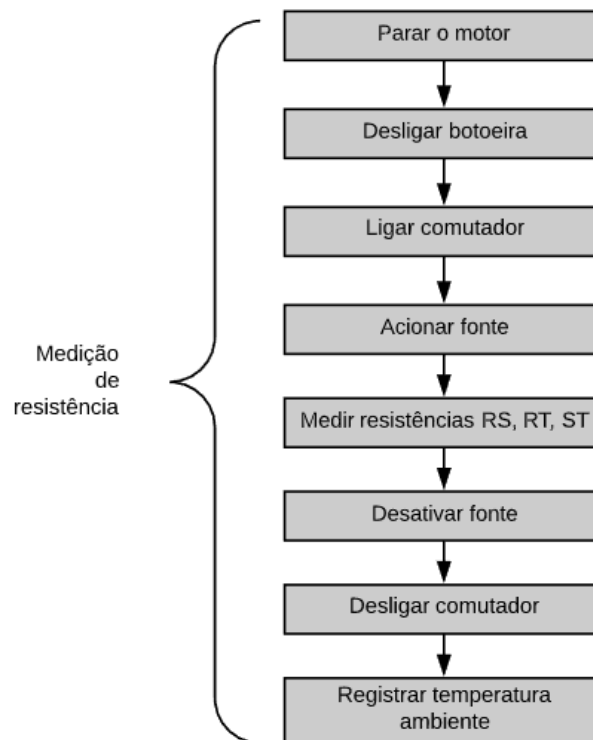 Parar o motor
Desligar botoeira
Ligar comutador
Acionar fonte
Medição
de
resistência
Medir resistências RS, RT, ST
Desativar fonte
Desligar comutador
Registrar temperatura
ambiente